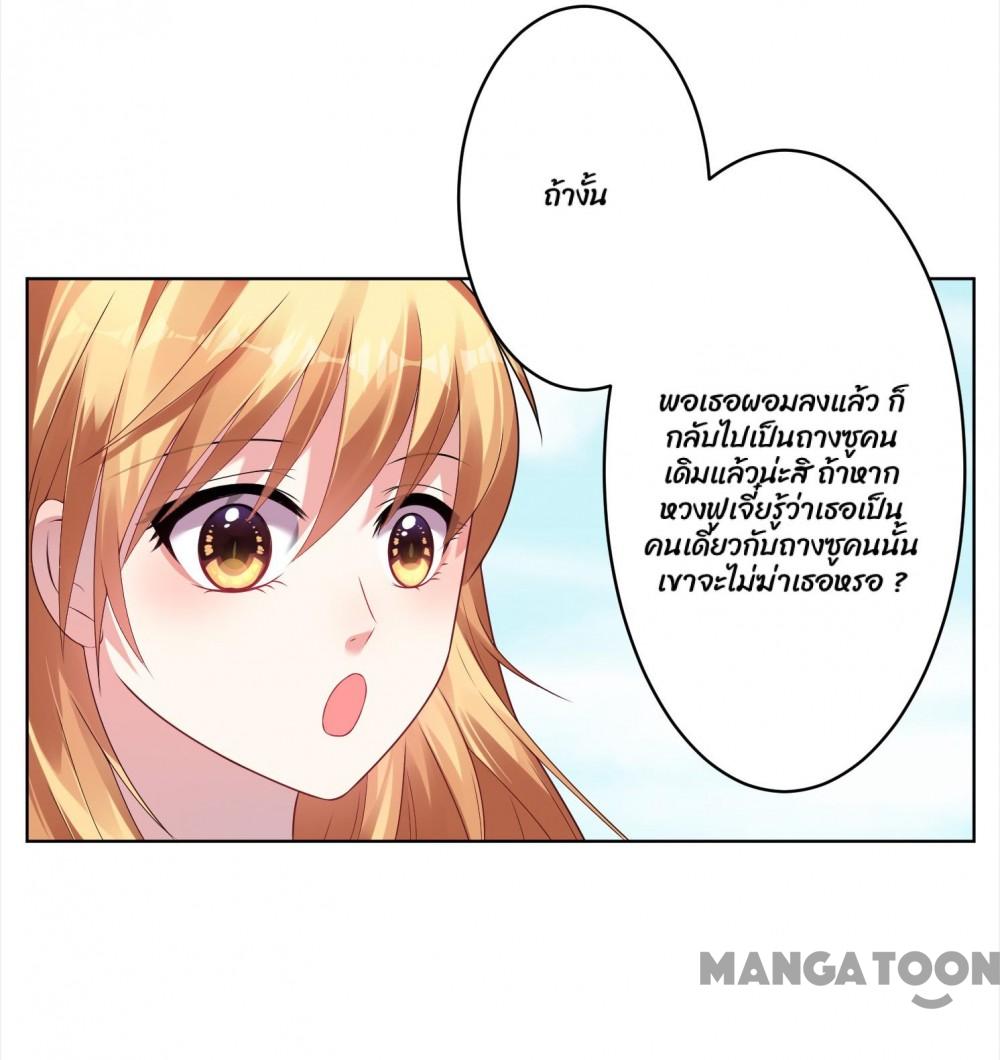 ถ้างั้น
พอเธอผอมลงแล้ว ก็
กลับไปเป็นถางซูคน
เดิมแล้วน่ะสิ ถ้าหาก
หวงฟูเจี๋ยรู้ว่าเธอเป็น
คนเดียวกับถางซูคนนั้น
เขาจะไม่ฆ่าเธอหรอ ?
MANGATOON